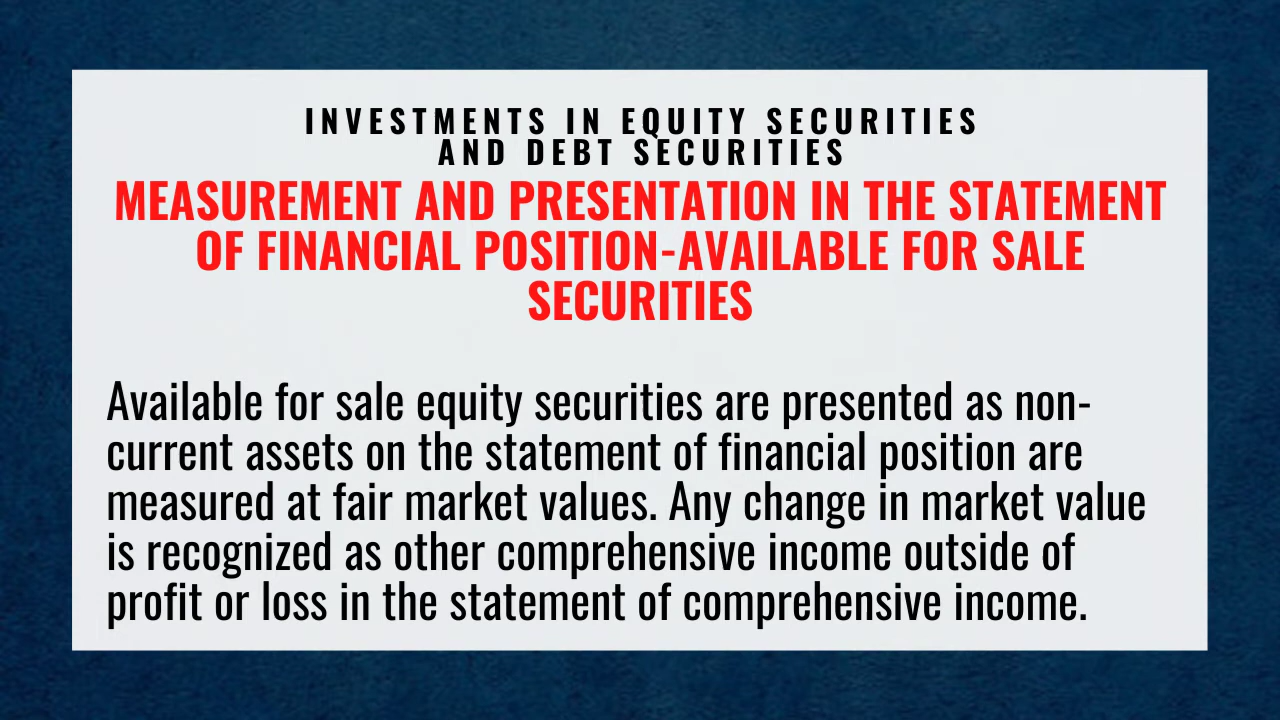 INVESTMENTS IN EQUITY SECURITIES
AND DEBT SECURITIES
MEASUREMENT AND PRESENTATION IN THE STATEMENT
OF FINANCIAL POSITION-AVAILABLE FOR SALE
SECURITIES
Available for sale equity securities are presented as non-
current assets on the statement of financial position are
measured at fair market values. Any change in market value
is recognized as other comprehensive income outside of
profit or loss in the statement of comprehensive income.